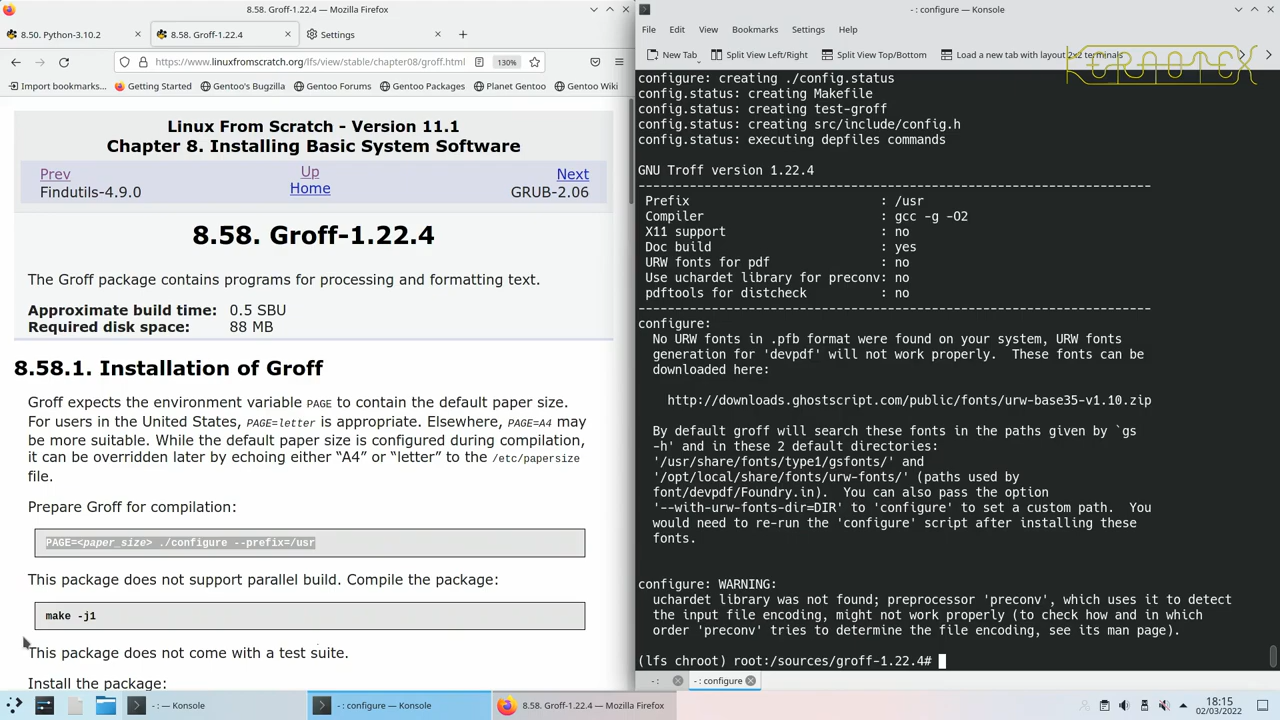 8.58. Groff-1.22.4 — Mozilla Firefox
8.50. Python-3.10.2
8.58. Groff-1.22.4
Settings
https://www.linuxfromscratch.org/lfs/view/stable/chapter08/groff.html
130%
Import bookmarks...
Getting Started
Gentoo's Bugzilla
Gentoo Forums
Gentoo Packages
Planet Gentoo
Gentoo Wiki
Linux From Scratch - Version 11.1
Chapter 8. Installing Basic System Software
Prev
Up
Next
Findutils-4.9.0
Home
GRUB-2.06
8.58. Groff-1.22.4
The Groff package contains programs for processing and formatting text.
Approximate build time: 0.5 SBU
Required disk space: 88 MB
8.58.1. Installation of Groff
Groff expects the environment variable PAGE to contain the default paper size.
For users in the United States, PAGE=letter is appropriate. Elsewhere, PAGE=A4 may
be more suitable. While the default paper size is configured during compilation,
it can be overridden later by echoing either “A4” or “letter” to the /etc/papersize
file.
Prepare Groff for compilation:
PAGE=<paper_size> ./configure --prefix=/usr
This package does not support parallel build. Compile the package:
make -j1
This package does not come with a test suite.
Install the package:
- : configure — Konsole
File Edit View Bookmarks Settings Help
New Tab
Split View Left/Right
Split View Top/Bottom
Load a new tab with layout 2x2 terminals
KERNOTEX
configure: creating ./config.status
config.status: creating Makefile
config.status: creating test-groff
config.status: creating src/include/config.h
config.status: executing depfiles commands
GNU Troff version 1.22.4
----------------------------------------------------------------------
Prefix : /usr
Compiler : gcc -g -O2
X11 support : no
Doc build : yes
URW fonts for pdf : no
Use uchardet library for preconv: no
pdftools for distcheck : no
----------------------------------------------------------------------
configure:
No URW fonts in .pfb format were found on your system, URW fonts
generation for 'devpdf' will not work properly. These fonts can be
downloaded here:
http://downloads.ghostscript.com/public/fonts/urw-base35-v1.10.zip
By default groff will search these fonts in the paths given by `gs
-h' and in these 2 default directories:
'/usr/share/fonts/type1/gsfonts/' and
'/opt/local/share/fonts/urw-fonts/' (paths used by
font/devpdf/Foundry.in). You can also pass the option
'--with-urw-fonts-dir=DIR' to 'configure' to set a custom path. You
would need to re-run the 'configure' script after installing these
fonts.
configure: WARNING:
uchardet library was not found; preprocessor 'preconv', which uses it to detect
the input file encoding, might not work properly (to check how and in which
order 'preconv' tries to determine the file encoding, see its man page).
(lfs chroot) root:/sources/groff-1.22.4#
- :
- : configure
- : — Konsole
- : configure — Konsole
8.58. Groff-1.22.4 — Mozilla Firefox
18:15
02/03/2022